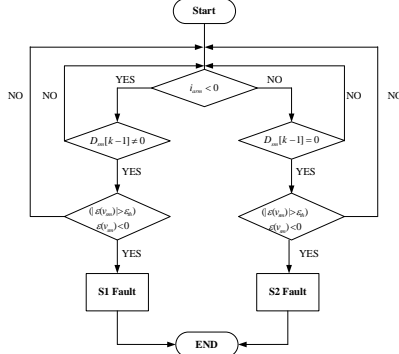 Start
i_arm < 0
YES
NO
NO
NO
NO
NO
D_sm[k−1] ≠ 0
D_sm[k−1] = 0
YES
YES
(|ε(v_sm)|>ε_th)
ε(v_sm)<0
(|ε(v_sm)|>ε_th)
ε(v_sm)<0
YES
YES
S1 Fault
S2 Fault
END